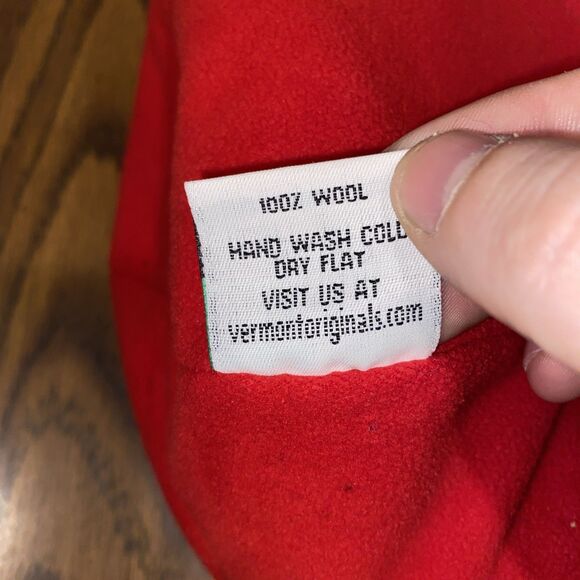 100% WOOL
HAND WASH COLD
DRY FLAT
VISIT US AT
vermontoriginals.com